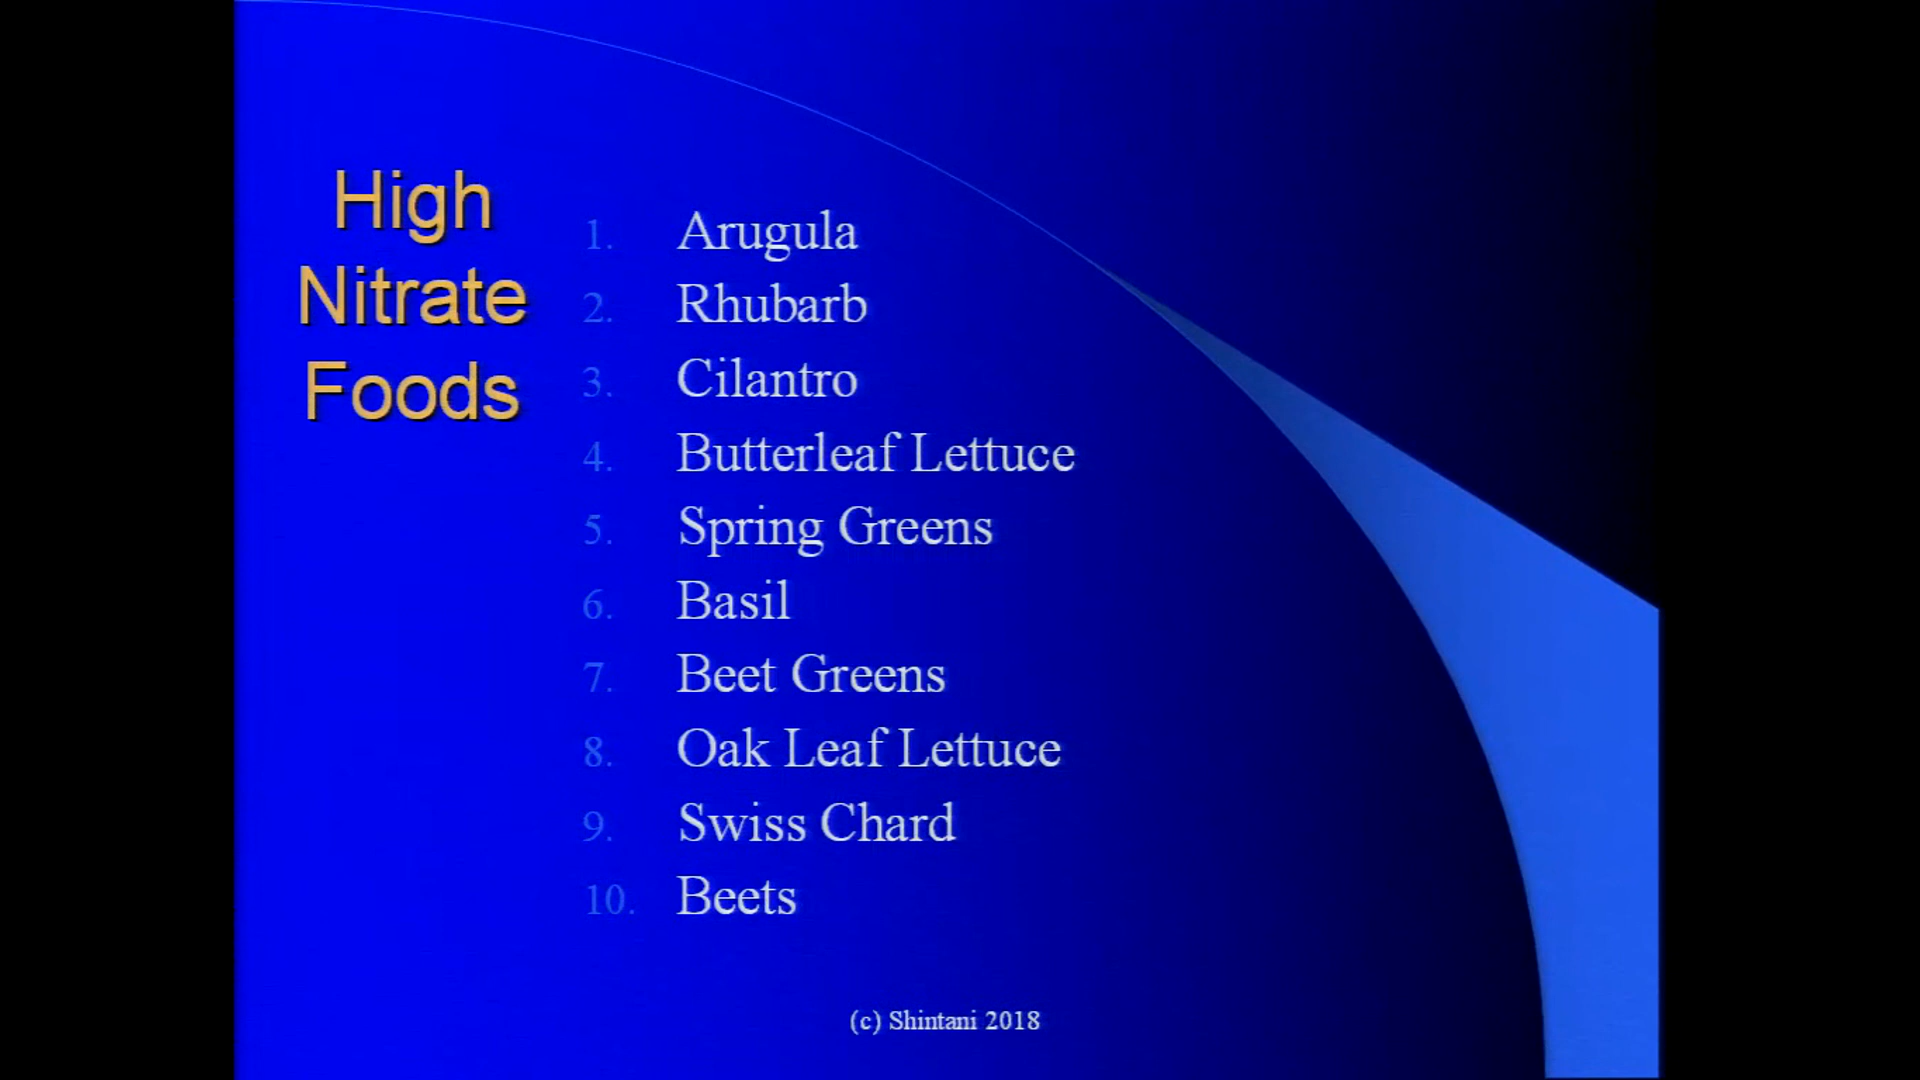 High
Nitrate
Foods
1. Arugula
2. Rhubarb
3. Cilantro
4. Butterleaf Lettuce
5. Spring Greens
6. Basil
7. Beet Greens
8. Oak Leaf Lettuce
9. Swiss Chard
10. Beets
(c) Shintani 2018